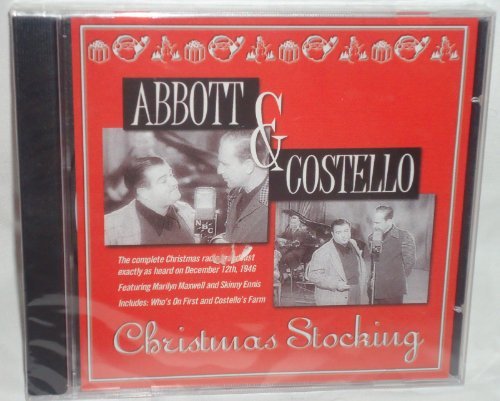 ABBOTT
&
COSTELLO
NBC
The complete Christmas radio broadcast
exactly as heard on December 12th, 1946
Featuring Marilyn Maxwell and Skinny Ennis
Includes: Who's On First and Costello's Farm
Christmas Stocking